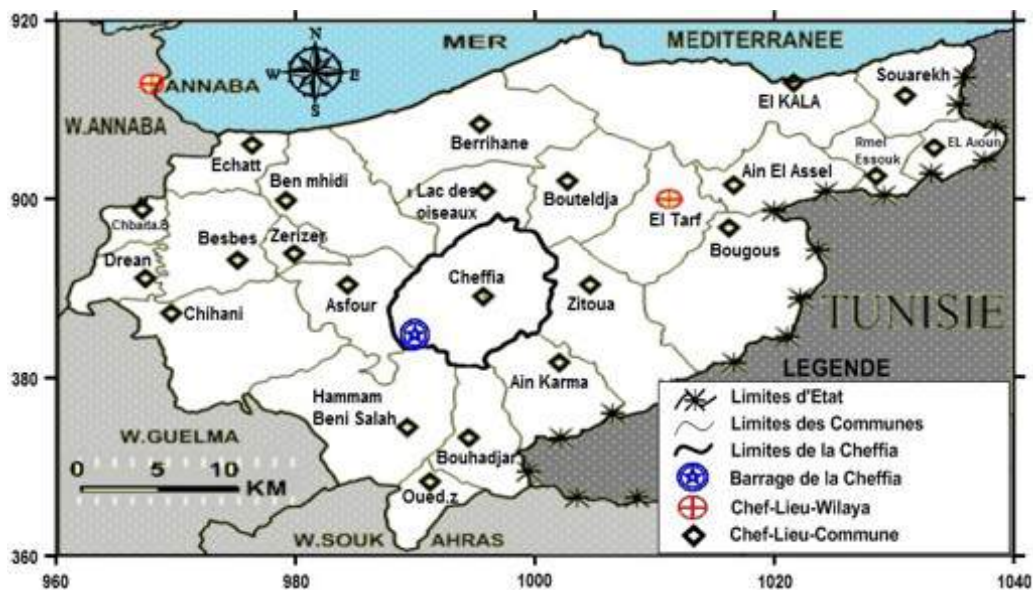 920
MER
MEDITERRANEE
N
W
E
S
ANNABA
Souarekh
El KALA
W.ANNABA
Berrihane
Echatt
Rmel
Essouk
EL Aioun
Ben mhidi
Ain El Assel
Lac des
oiseaux
Bouteldja
900
El Tarf
Chbaita.B
Besbes
Zerizer
Bougous
Drean
Cheffia
Asfour
Zitoua
Chihani
TUNISIE
LEGENDE
380
Ain Karma
Hammam
Beni Salah
Limites d'Etat
Limites des Communes
W.GUELMA
Limites de la Cheffia
Bouhadjar
0 5 10
KM
Barrage de la Cheffia
Oued.z
Chef-Lieu-Wilaya
W.SOUK AHRAS
Chef-Lieu-Commune
360
960
980
1000
1020
1040